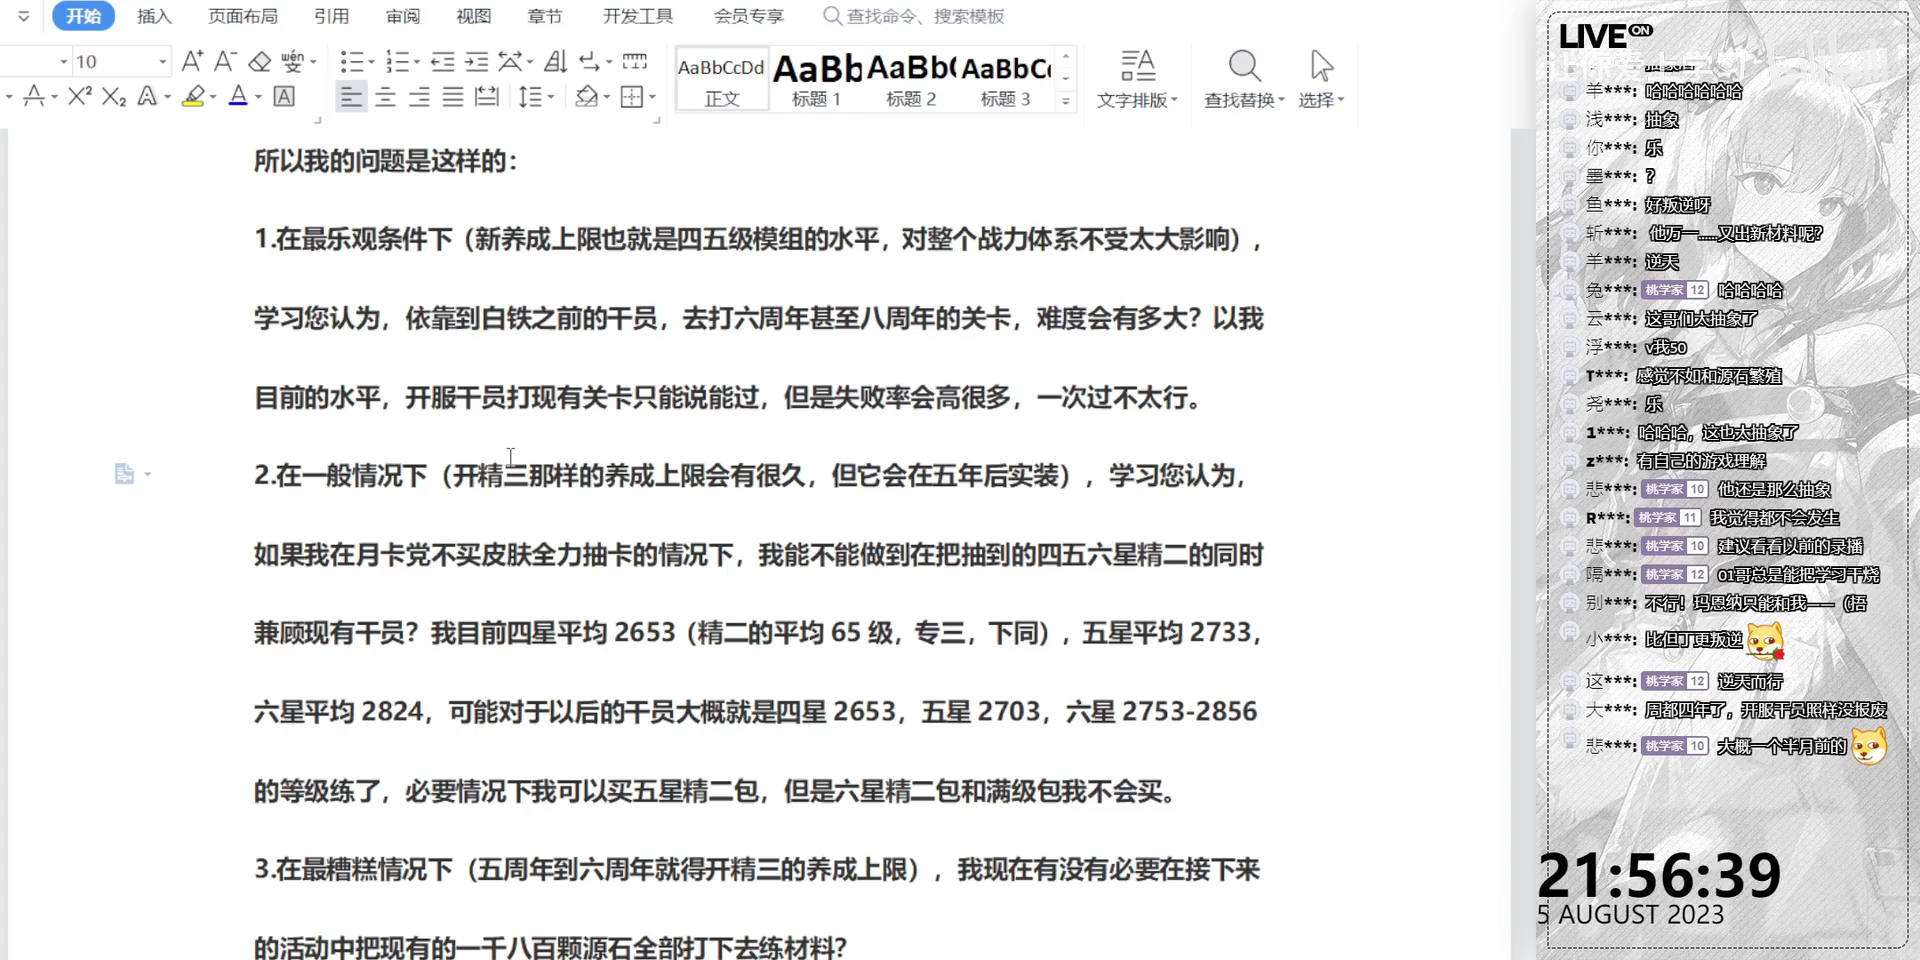 开始 插入 页面布局 引用 审阅 视图 章节 开发工具 会员专享 查找命令、搜索模板
10 A⁺ A⁻ wén
X² X₂ A A A
AaBbCcDd AaBb AaBb( AaBbC
正文 标题 1 标题 2 标题 3
文字排版 查找替换 选择
所以我的问题是这样的：
1.在最乐观条件下（新养成上限也就是四五级模组的水平，对整个战力体系不受太大影响），
学习您认为，依靠到白铁之前的干员，去打六周年甚至八周年的关卡，难度会有多大？以我
目前的水平，开服干员打现有关卡只能说能过，但是失败率会高很多，一次过不太行。
2.在一般情况下（开精三那样的养成上限会有很久，但它会在五年后实装），学习您认为，
如果我在月卡党不买皮肤全力抽卡的情况下，我能不能做到在把抽到的四五六星精二的同时
兼顾现有干员？我目前四星平均 2653（精二的平均 65 级，专三，下同），五星平均 2733，
六星平均 2824，可能对于以后的干员大概就是四星 2653，五星 2703，六星 2753-2856
的等级练了，必要情况下我可以买五星精二包，但是六星精二包和满级包我不会买。
3.在最糟糕情况下（五周年到六周年就得开精三的养成上限），我现在有没有必要在接下来
的活动中把现有的一千八百颗源石全部打下去练材料？
LIVE ON
羊***: 哈哈哈哈哈哈
浅***: 抽象
你***: 乐
墨***: ?
鱼***: 好叛逆呀
斩***: 他万一......又出新材料呢?
羊***: 逆天
兔***: 桃学家 12 哈哈哈哈
云***: 这哥们太抽象了
浮***: v我50
T***: 感觉不如和源石繁殖
尧***: 乐
1***: 哈哈哈，这也太抽象了
z***: 有自己的游戏理解
悲***: 桃学家 10 他还是那么抽象
R***: 桃学家 11 我觉得都不会发生
悲***: 桃学家 10 建议看看以前的录播
隔***: 桃学家 12 01哥总是能把学习干烧
别***: 不行！玛恩纳只能和我——（捂
小***: 比但丁更叛逆
这***: 桃学家 12 逆天而行
大***: 周都四年了，开服干员照样没报废
悲***: 桃学家 10 大概一个半月前的
21:56:39
5 AUGUST 2023